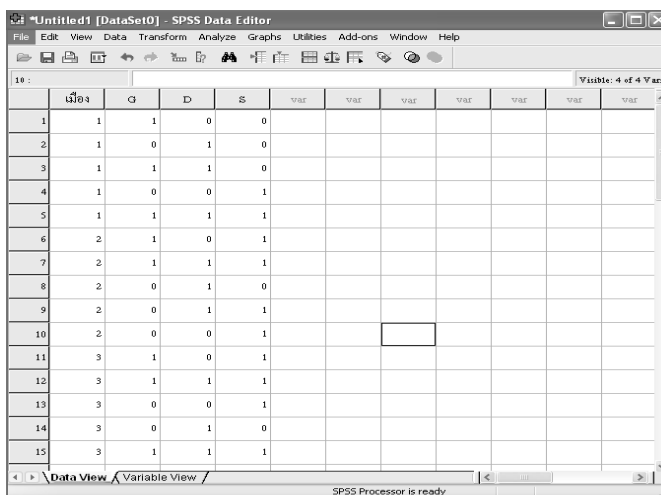 *Untitled1 [DataSet0] - SPSS Data Editor
File Edit View Data Transform Analyze Graphs Utilities Add-ons Window Help
10 : Visible: 4 of 4 Var
เมือง G D S var var var var var var var
1 1 1 0 0
2 1 0 1 0
3 1 1 1 0
4 1 0 0 1
5 1 1 1 1
6 2 1 0 1
7 2 1 1 1
8 2 0 1 0
9 2 0 1 1
10 2 0 0 1
11 3 1 0 1
12 3 1 1 1
13 3 0 0 1
14 3 0 1 0
15 3 1 1 1
Data View Variable View
SPSS Processor is ready